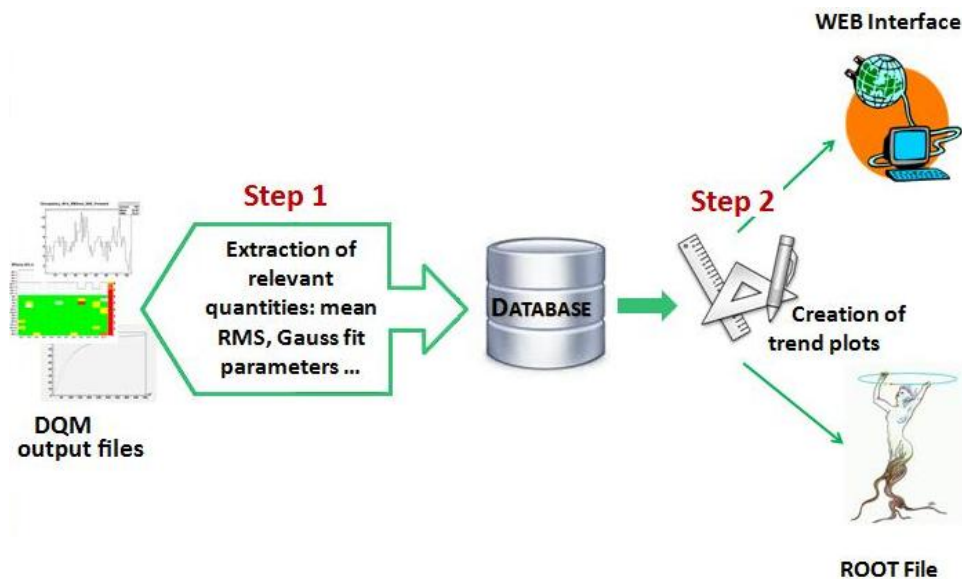 WEB Interface
Step 1
Step 2
Extraction of
relevant
quantities: mean
RMS, Gauss fit
parameters ...
DATABASE
Creation of
trend plots
DQM
output files
ROOT File